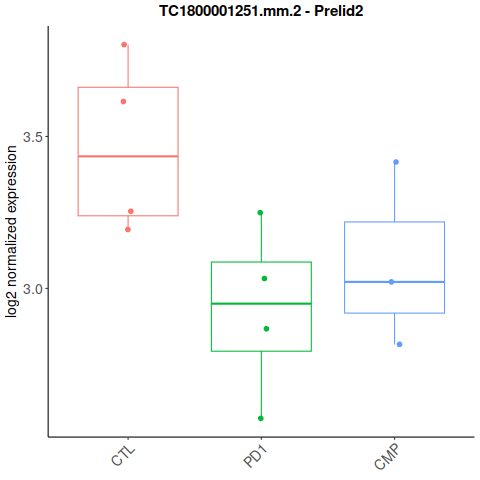 TC1800001251.mm.2 - Prelid2
log2 normalized expression
3.5
3.0
CTL
PD1
CMP